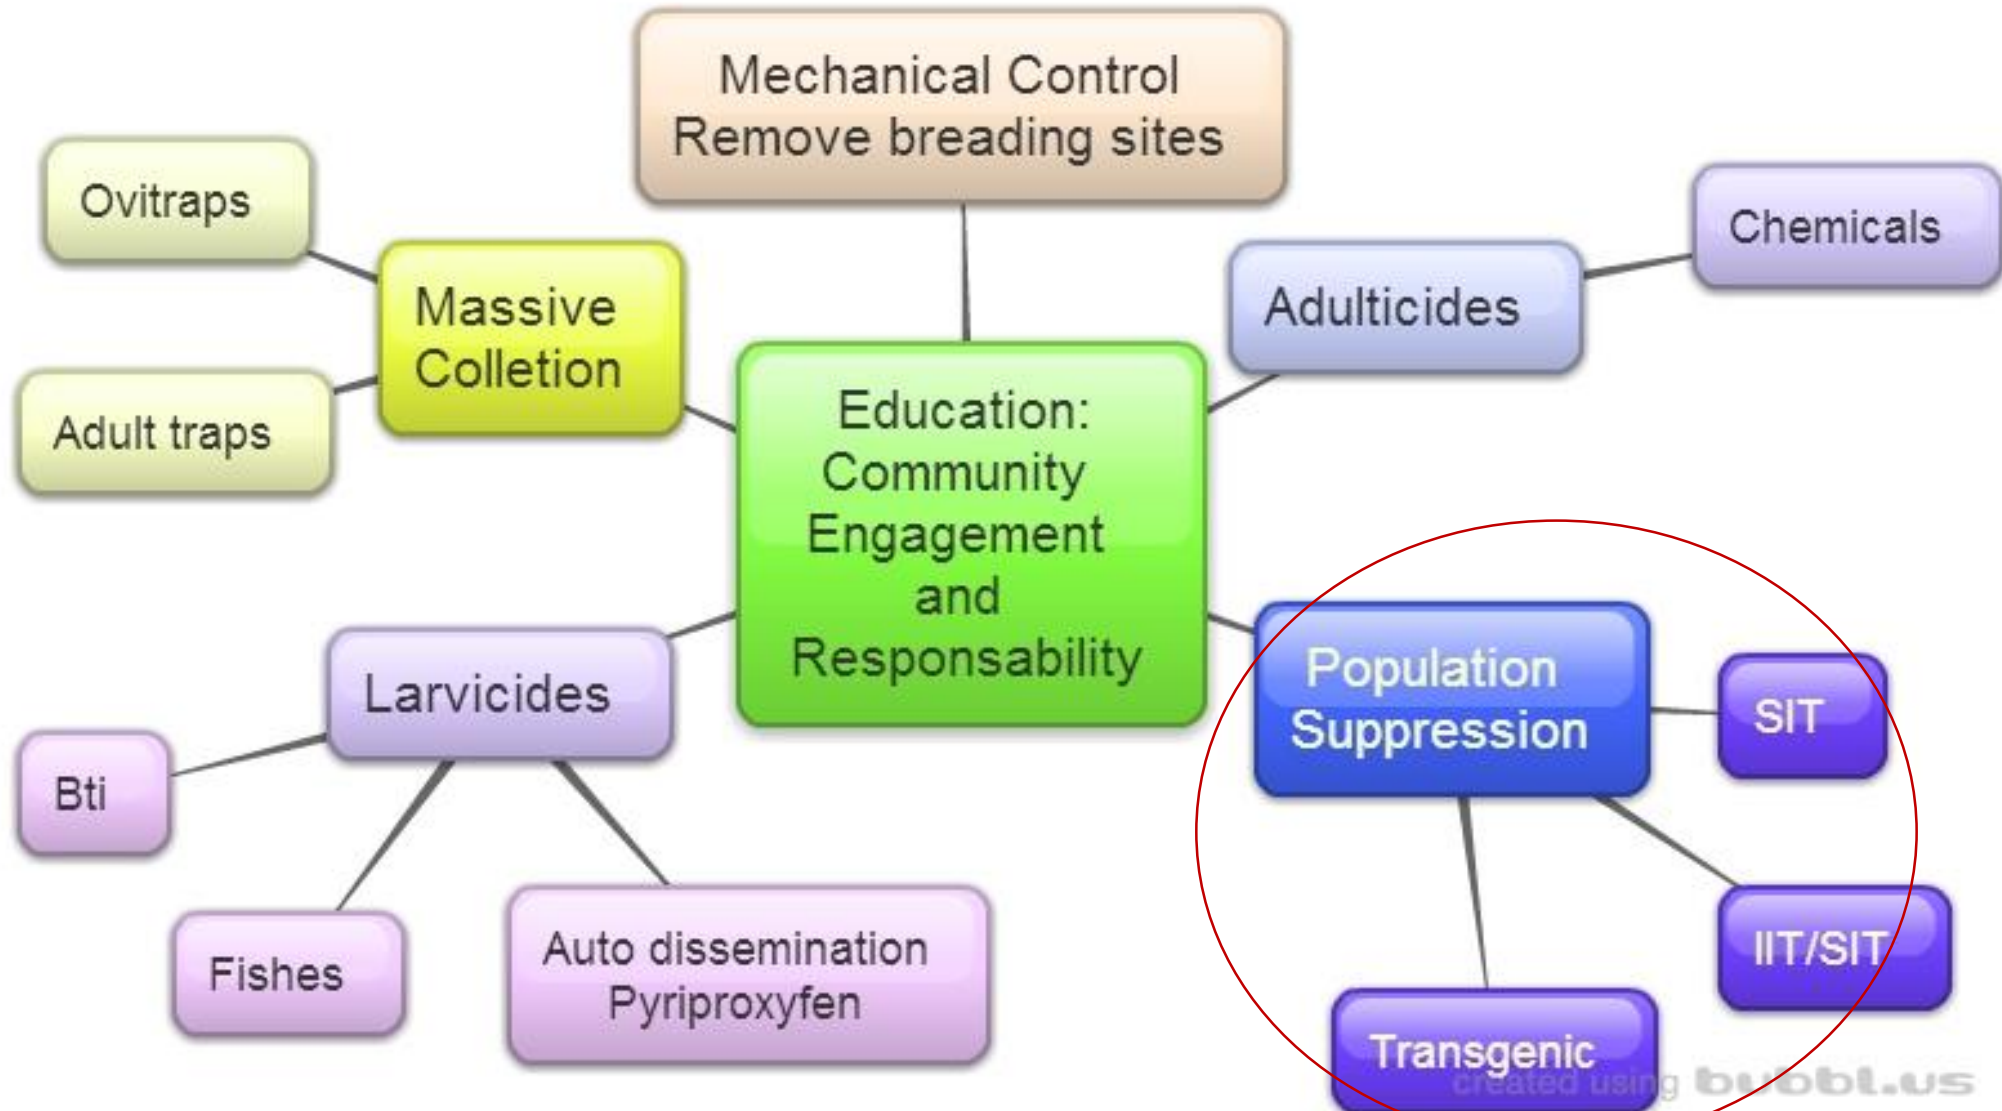 Mechanical Control
Remove breading sites
Ovitraps
Massive
Colletion
Adult traps
Adulticides
Chemicals
Education:
Community
Engagement
and
Responsability
Larvicides
Bti
Fishes
Auto dissemination
Pyriproxyfen
Population
Suppression
SIT
IIT/SIT
Transgenic
created using bubbl.us